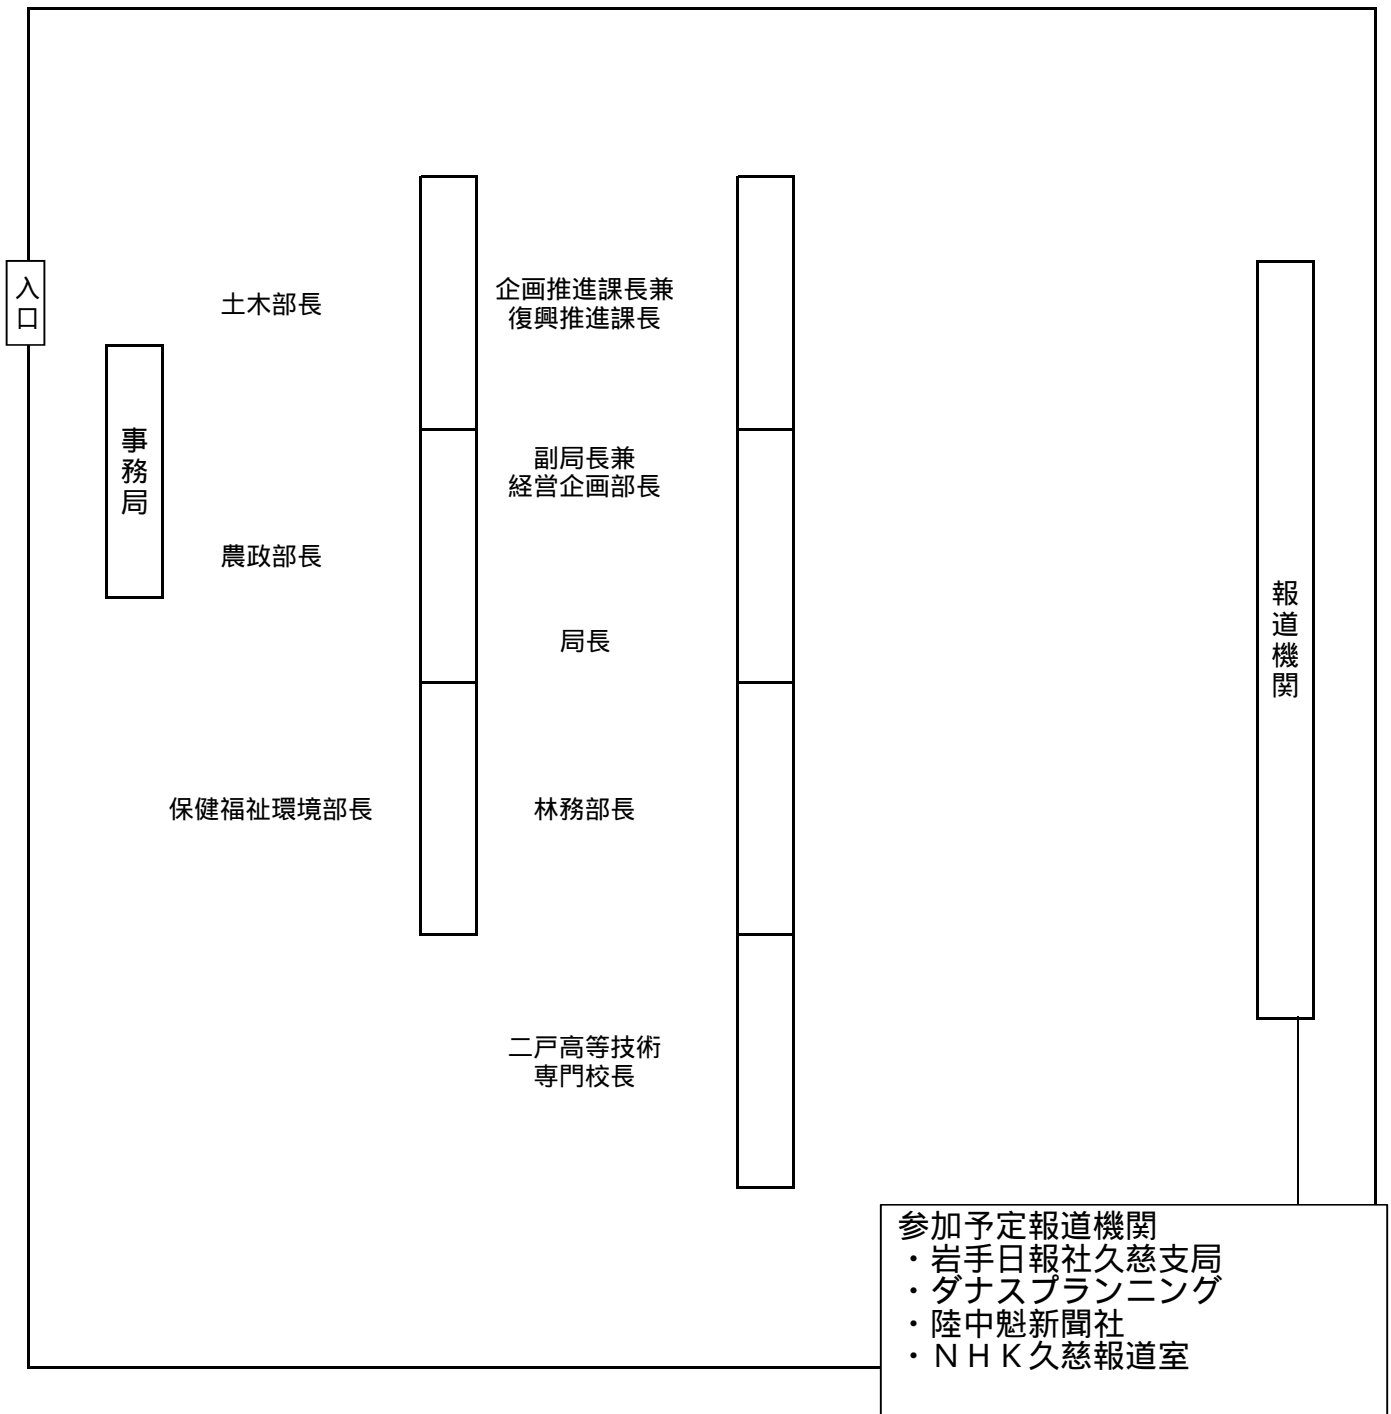 入口
事務局
土木部長
農政部長
保健福祉環境部長
企画推進課長兼
復興推進課長
副局長兼
経営企画部長
局長
林務部長
二戸高等技術
専門校長
報道機関
参加予定報道機関
・岩手日報社久慈支局
・ダナスプランニング
・陸中魁新聞社
・ＮＨＫ久慈報道室